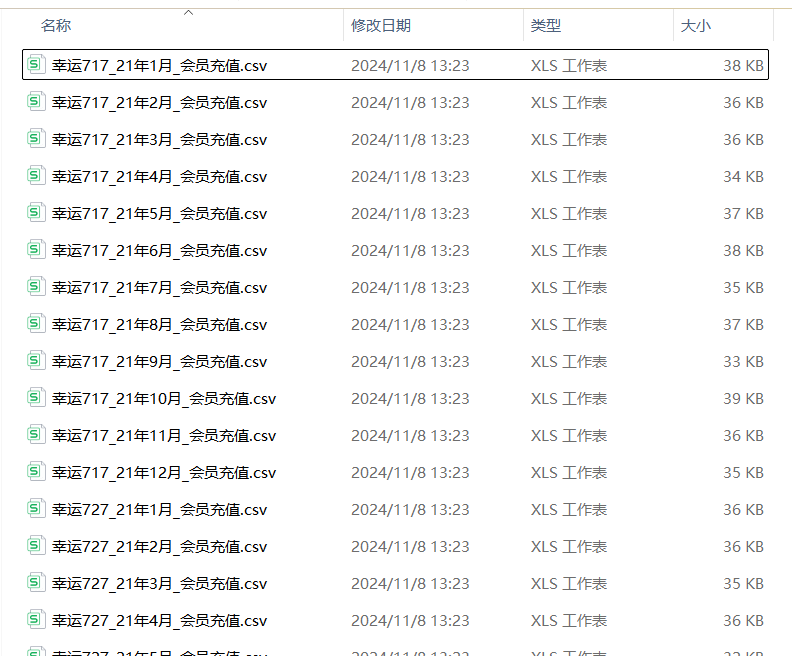 名称 修改日期 类型 大小
幸运717_21年1月_会员充值.csv 2024/11/8 13:23 XLS 工作表 38 KB
幸运717_21年2月_会员充值.csv 2024/11/8 13:23 XLS 工作表 36 KB
幸运717_21年3月_会员充值.csv 2024/11/8 13:23 XLS 工作表 36 KB
幸运717_21年4月_会员充值.csv 2024/11/8 13:23 XLS 工作表 34 KB
幸运717_21年5月_会员充值.csv 2024/11/8 13:23 XLS 工作表 37 KB
幸运717_21年6月_会员充值.csv 2024/11/8 13:23 XLS 工作表 38 KB
幸运717_21年7月_会员充值.csv 2024/11/8 13:23 XLS 工作表 35 KB
幸运717_21年8月_会员充值.csv 2024/11/8 13:23 XLS 工作表 37 KB
幸运717_21年9月_会员充值.csv 2024/11/8 13:23 XLS 工作表 33 KB
幸运717_21年10月_会员充值.csv 2024/11/8 13:23 XLS 工作表 39 KB
幸运717_21年11月_会员充值.csv 2024/11/8 13:23 XLS 工作表 36 KB
幸运717_21年12月_会员充值.csv 2024/11/8 13:23 XLS 工作表 35 KB
幸运727_21年1月_会员充值.csv 2024/11/8 13:23 XLS 工作表 36 KB
幸运727_21年2月_会员充值.csv 2024/11/8 13:23 XLS 工作表 36 KB
幸运727_21年3月_会员充值.csv 2024/11/8 13:23 XLS 工作表 35 KB
幸运727_21年4月_会员充值.csv 2024/11/8 13:23 XLS 工作表 36 KB